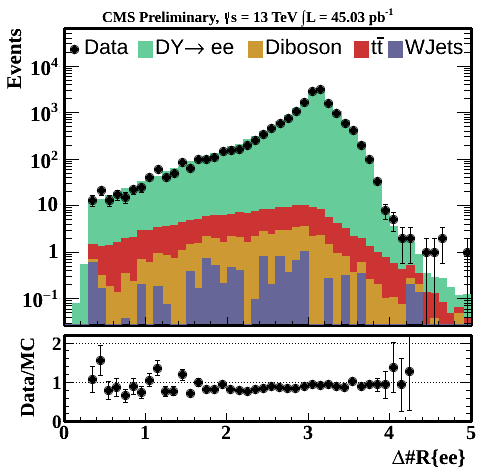 CMS Preliminary, √s = 13 TeV ∫L = 45.03 pb⁻¹
Events
Data DY→ ee Diboson tt̄ WJets
10⁴
10³
10²
10
1
10⁻¹
Data/MC
2
1
0
0 1 2 3 4 5
Δ#R{ee}